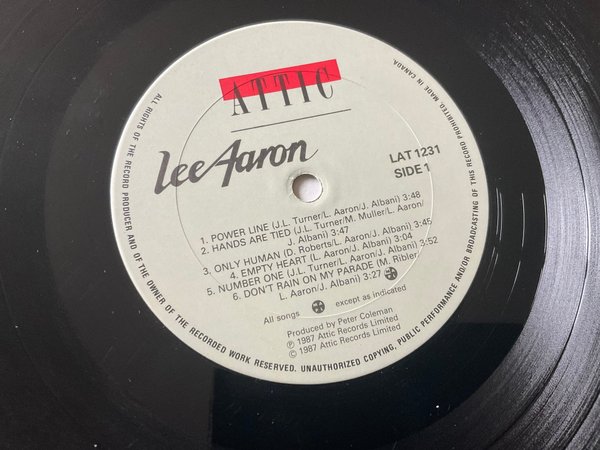 ATTIC
Lee Aaron
LAT 1231
SIDE 1
1. POWER LINE (J.L. Turner/L. Aaron/J. Albani) 3:48
2. HANDS ARE TIED (J.L. Turner/M. Muller/L. Aaron/
J. Albani) 3:47
3. ONLY HUMAN (D. Roberts/L. Aaron/J. Albani) 3:45
4. EMPTY HEART (L. Aaron/J. Albani) 3:04
5. NUMBER ONE (J.L. Turner/L. Aaron/J. Albani) 3:52
6. DON'T RAIN ON MY PARADE (M. Ribler/
L. Aaron/J. Albani) 3:27
All songs except as indicated
Produced by Peter Coleman
℗ 1987 Attic Records Limited
© 1987 Attic Records Limited
ALL RIGHTS OF THE RECORD PRODUCER AND OF THE OWNER OF THE RECORDED WORK RESERVED. UNAUTHORIZED COPYING, PUBLIC PERFORMANCE AND/OR BROADCASTING OF THIS RECORD PROHIBITED. MADE IN CANADA.